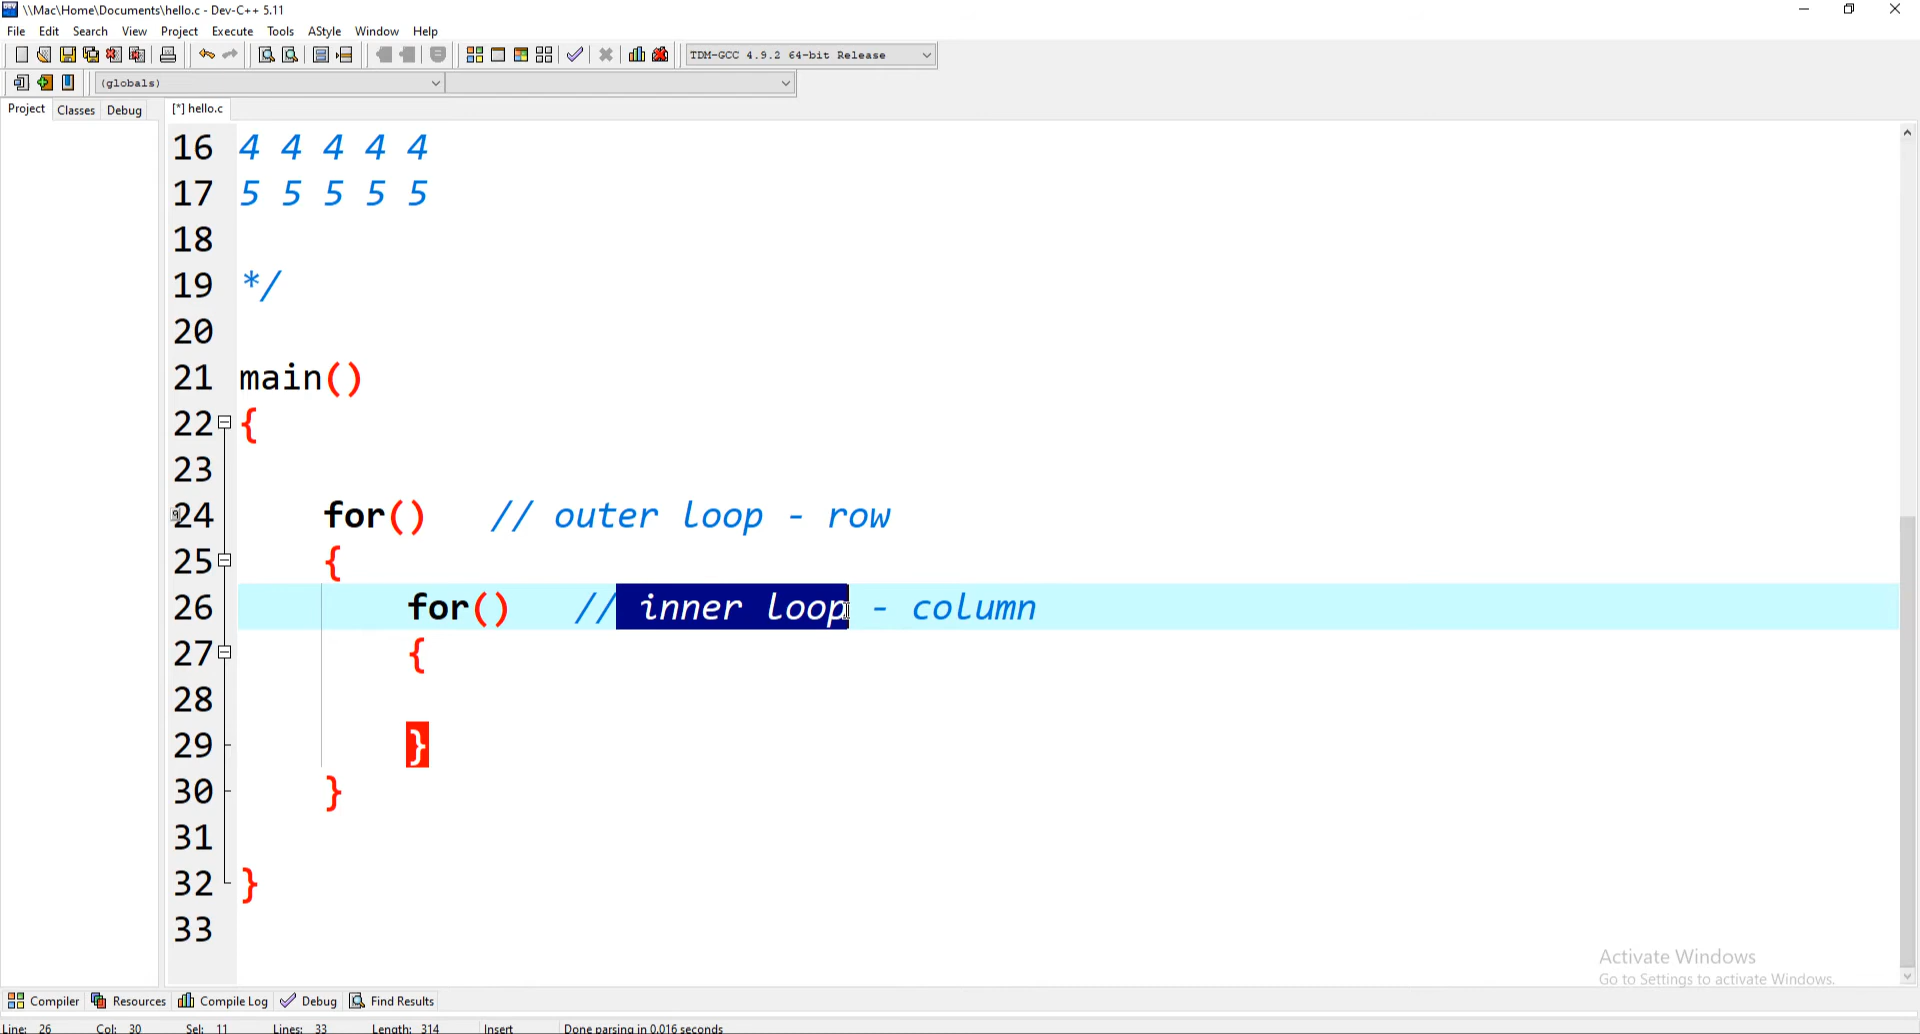 \\Mac\Home\Documents\hello.c - Dev-C++ 5.11
File Edit Search View Project Execute Tools AStyle Window Help
TDM-GCC 4.9.2 64-bit Release
(globals)
Project Classes Debug [*] hello.c
16 4 4 4 4 4
17 5 5 5 5 5
18
19 */
20
21 main()
22 {
23
24 for() // outer loop - row
25 {
26 for() // inner loop - column
27 {
28
29 }
30 }
31
32 }
33
Activate Windows
Go to Settings to activate Windows.
Compiler Resources Compile Log Debug Find Results
Line: 26 Col: 30 Sel: 11 Lines: 33 Length: 314 Insert Done parsing in 0.016 seconds